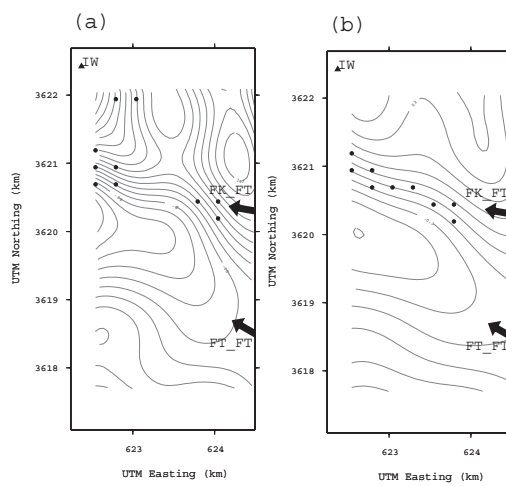 (a)
(b)
IW
IW
3622
3621
3620
3619
3618
UTM Northing (km)
FK_FT
FT_FT
623
624
UTM Easting (km)
3622
3621
3620
3619
3618
UTM Northing (km)
FK_FT
FT_FT
623
624
UTM Easting (km)